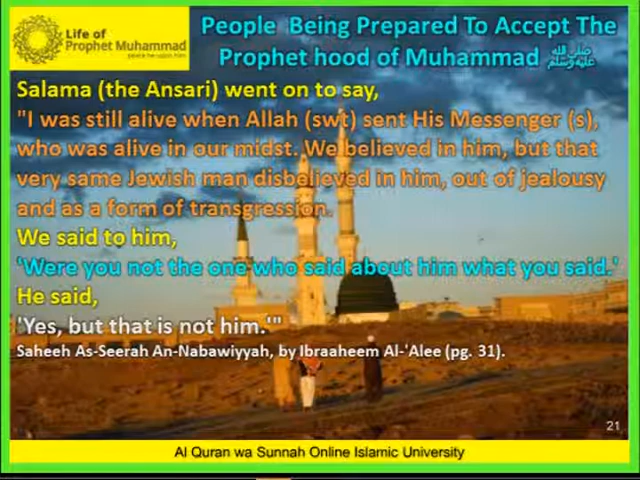 Life of
Prophet Muhammad
People Being Prepared To Accept The
Prophet hood of Muhammad ﷺ
Salama (the Ansari) went on to say,
"I was still alive when Allah (swt) sent His Messenger (s),
who was alive in our midst. We believed in him, but that
very same Jewish man disbelieved in him, out of jealousy
and as a form of transgression.
We said to him,
'Were you not the one who said about him what you said.'
He said,
'Yes, but that is not him.'"
Saheeh As-Seerah An-Nabawiyyah, by Ibraaheem Al-'Alee (pg. 31).
21
Al Quran wa Sunnah Online Islamic University